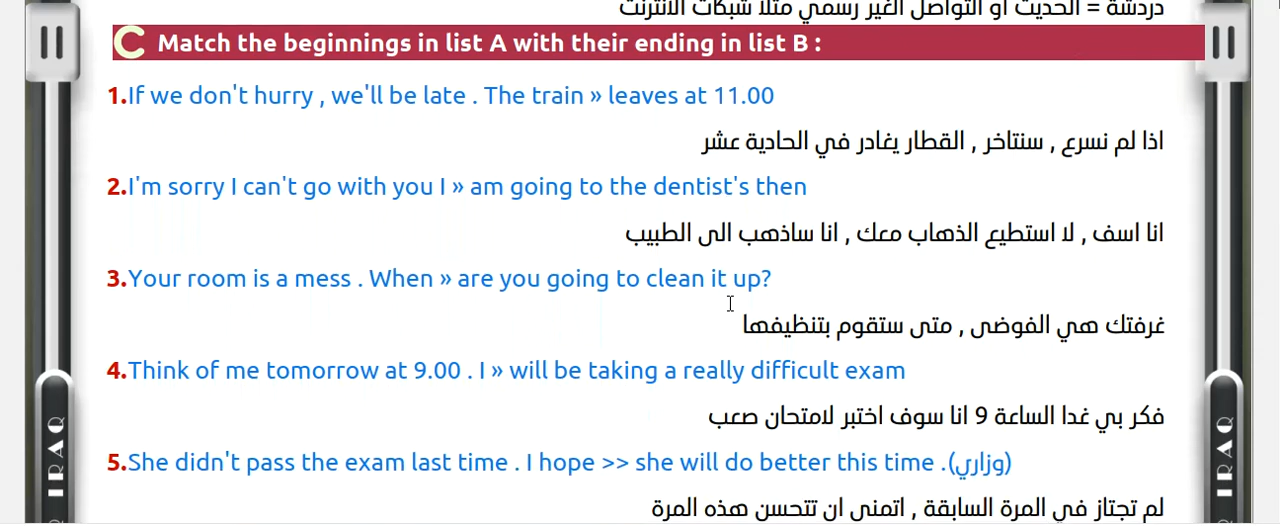 دردشة = الحديث او التواصل الغير رسمي مثلا شبكات الانترنت
C Match the beginnings in list A with their ending in list B :
1.If we don't hurry , we'll be late . The train » leaves at 11.00
اذا لم نسرع , سنتاخر , القطار يغادر في الحادية عشر
2.I'm sorry I can't go with you I » am going to the dentist's then
انا اسف , لا استطيع الذهاب معك , انا ساذهب الى الطبيب
3.Your room is a mess . When » are you going to clean it up?
غرفتك هي الفوضى , متى ستقوم بتنظيفها
4.Think of me tomorrow at 9.00 . I » will be taking a really difficult exam
فكر بي غدا الساعة 9 انا سوف اختبر لامتحان صعب
5.She didn't pass the exam last time . I hope >> she will do better this time .(وزاري)
لم تجتاز في المرة السابقة , اتمنى ان تتحسن هذه المرة
IRAQ
IRAQ